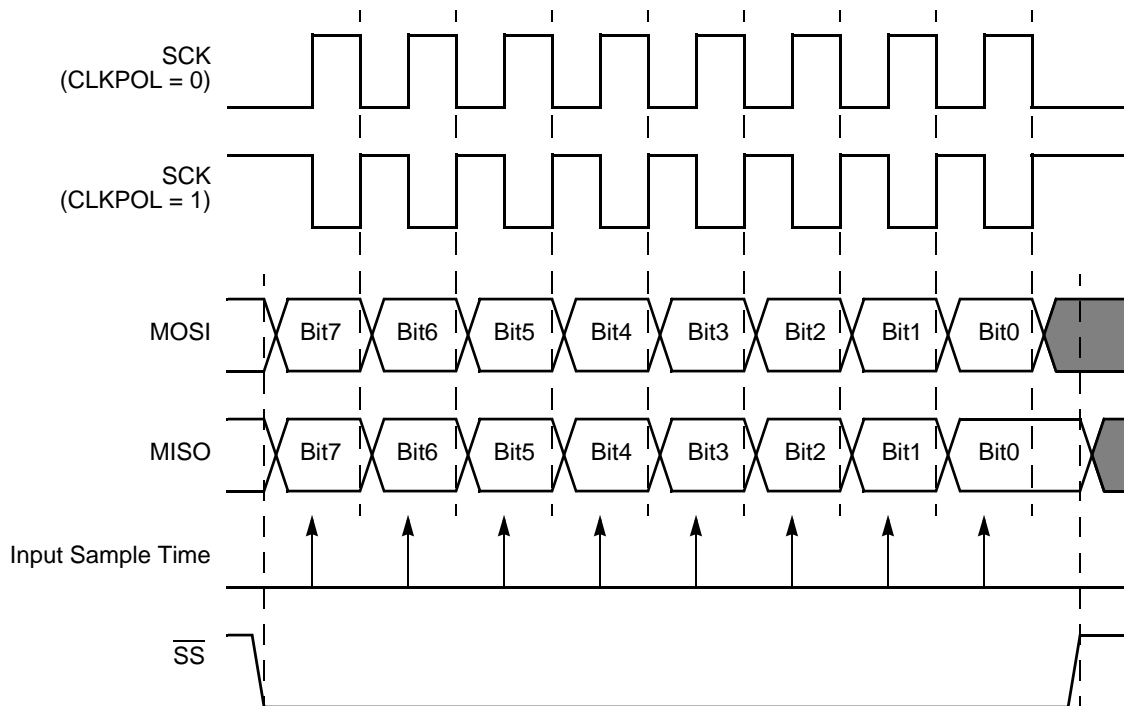 SCK
(CLKPOL = 0)
SCK
(CLKPOL = 1)
MOSI
Bit7 Bit6 Bit5 Bit4 Bit3 Bit2 Bit1 Bit0
MISO
Bit7 Bit6 Bit5 Bit4 Bit3 Bit2 Bit1 Bit0
Input Sample Time
S̅S̅